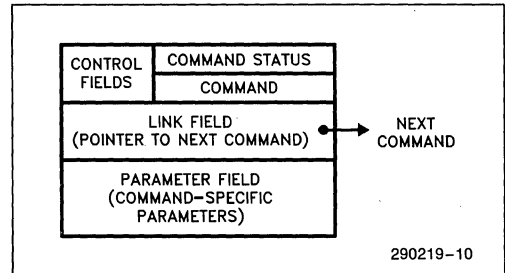 CONTROL
FIELDS
COMMAND STATUS
COMMAND
LINK FIELD
(POINTER TO NEXT COMMAND)
NEXT
COMMAND
PARAMETER FIELD
(COMMAND-SPECIFIC
PARAMETERS)
290219-10